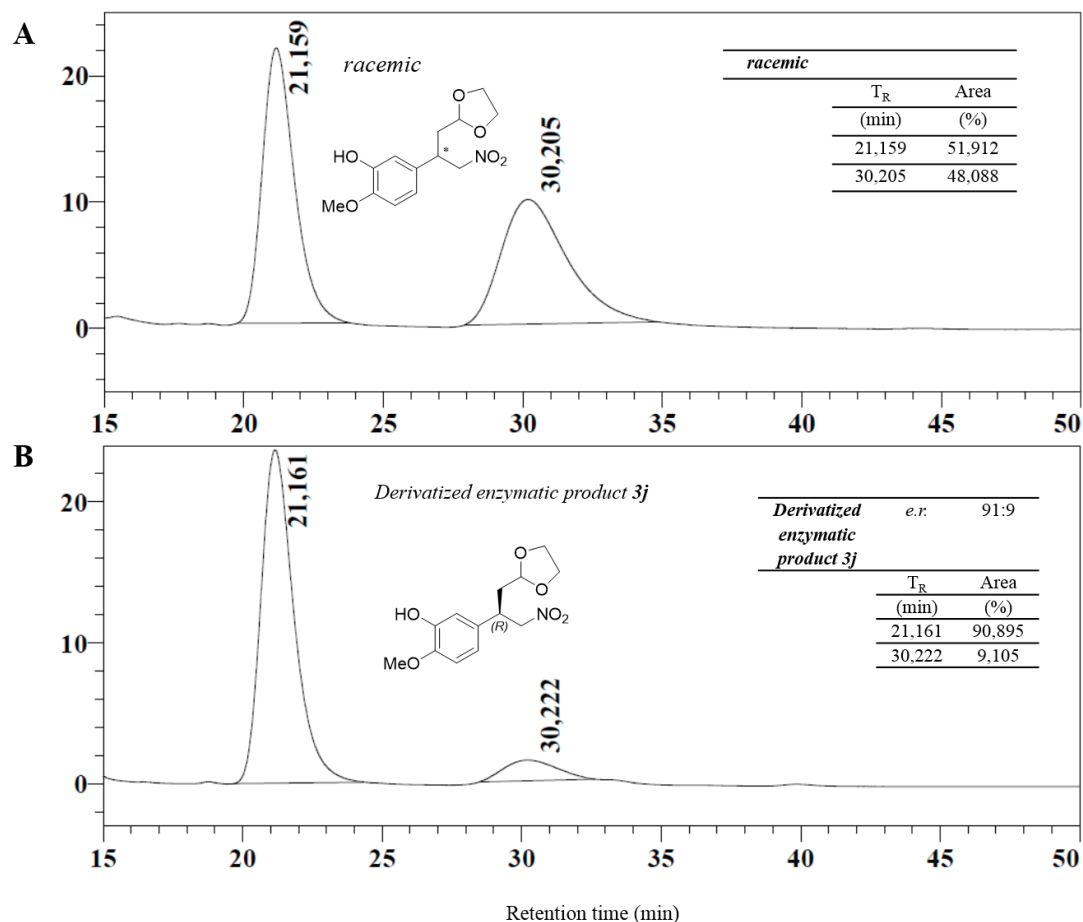 A
20
10
0
21,159
racemic
O
O
*
NO2
HO
MeO
30,205
racemic
TR Area
(min) (%)
21,159 51,912
30,205 48,088
15 20 25 30 35 40 45 50
B
20
10
0
21,161
Derivatized enzymatic product 3j
O
O
(R)
NO2
HO
MeO
30,222
Derivatized e.r. 91:9
enzymatic
product 3j
TR Area
(min) (%)
21,161 90,895
30,222 9,105
15 20 25 30 35 40 45 50
Retention time (min)